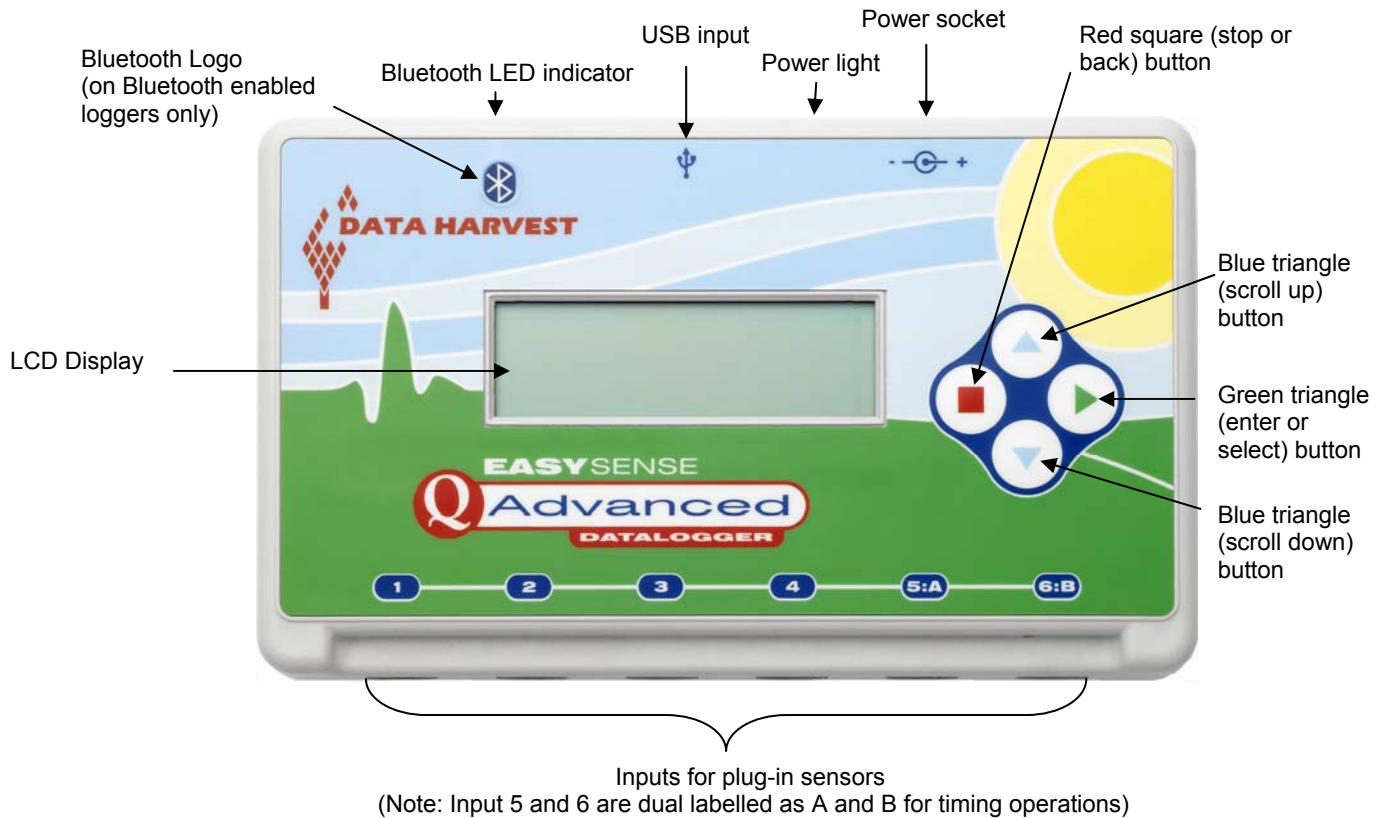 Power socket
USB input
Red square (stop or
back) button
Bluetooth Logo
(on Bluetooth enabled
loggers only)
Bluetooth LED indicator
Power light
- +
DATA HARVEST
Blue triangle
(scroll up)
button
LCD Display
Green triangle
(enter or
select) button
EASYSENSE
Q Advanced
DATALOGGER
Blue triangle
(scroll down)
button
1 2 3 4 5:A 6:B
Inputs for plug-in sensors
(Note: Input 5 and 6 are dual labelled as A and B for timing operations)